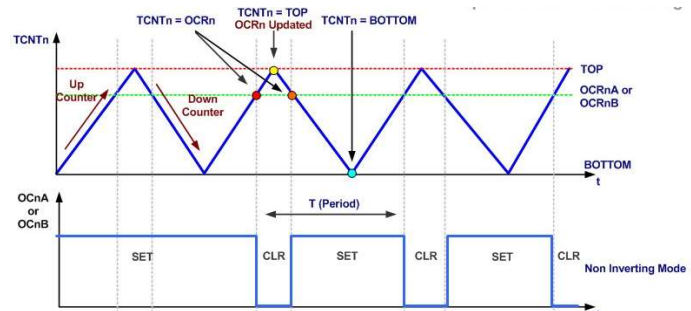 TCNTn = TOP
TCNTn = OCRn
OCRn Updated
TCNTn = BOTTOM
TCNTn
TOP
Up
Counter
Down
Counter
OCRnA or
OCRnB
BOTTOM
t
OCnA
or
OCnB
T (Period)
SET
CLR
SET
CLR
SET
CLR
Non Inverting Mode